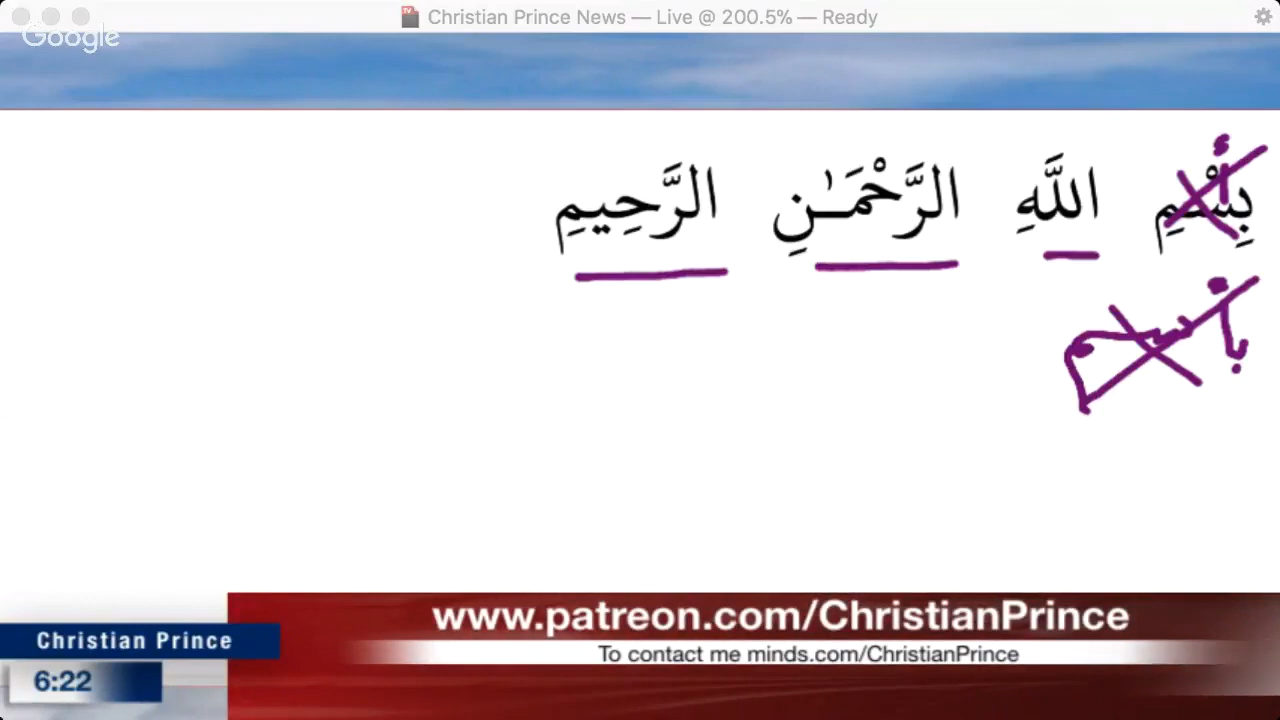 Christian Prince News — Live @ 200.5% — Ready
Google
بِسْمِ اللَّهِ الرَّحْمَٰنِ الرَّحِيمِ
أ
باسم
www.patreon.com/ChristianPrince
To contact me minds.com/ChristianPrince
Christian Prince
6:22